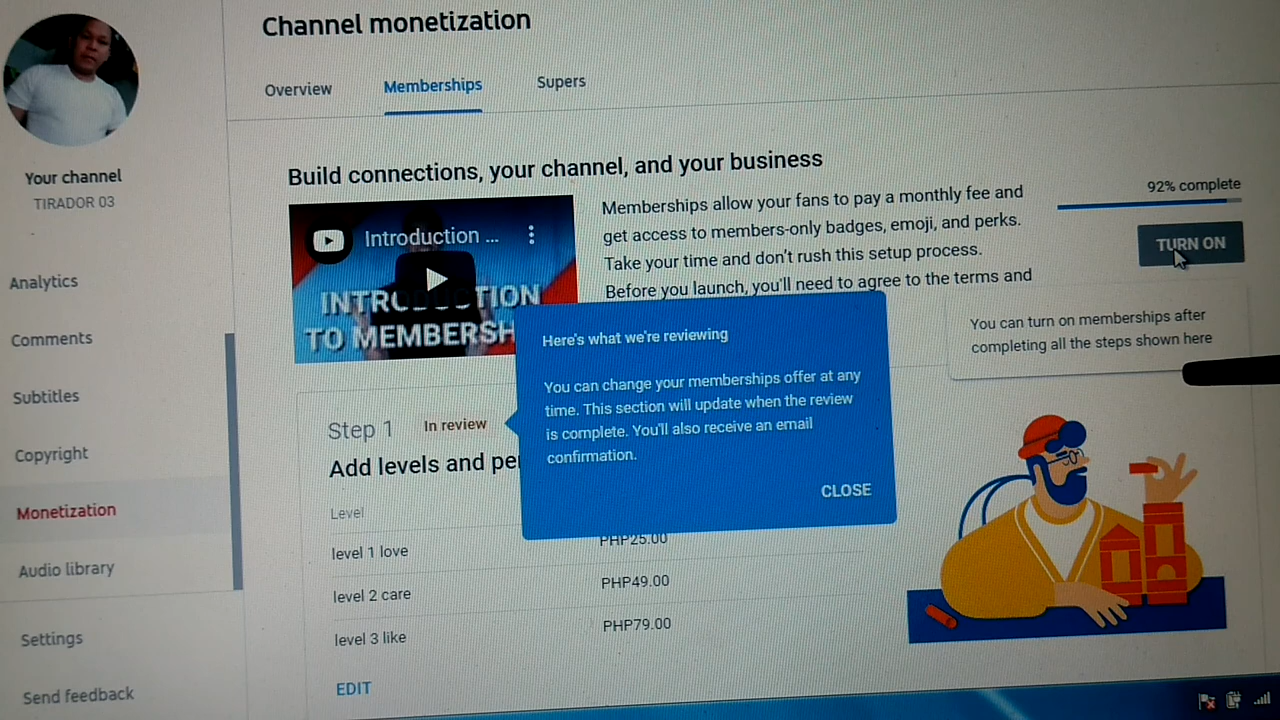 Channel monetization
Overview
Memberships
Supers
Your channel
TIRADOR 03
Analytics
Comments
Subtitles
Copyright
Monetization
Audio library
Settings
Send feedback
Build connections, your channel, and your business
Introduction ...
INTRO TION
TO MEMBERSH
Memberships allow your fans to pay a monthly fee and
get access to members-only badges, emoji, and perks.
Take your time and don't rush this setup process.
Before you launch, you'll need to agree to the terms and
92% complete
TURN ON
You can turn on memberships after
completing all the steps shown here
Here's what we're reviewing
You can change your memberships offer at any
time. This section will update when the review
is complete. You'll also receive an email
confirmation.
CLOSE
Step 1 In review
Add levels and pe
Level
level 1 love PHP25.00
level 2 care PHP49.00
level 3 like PHP79.00
EDIT